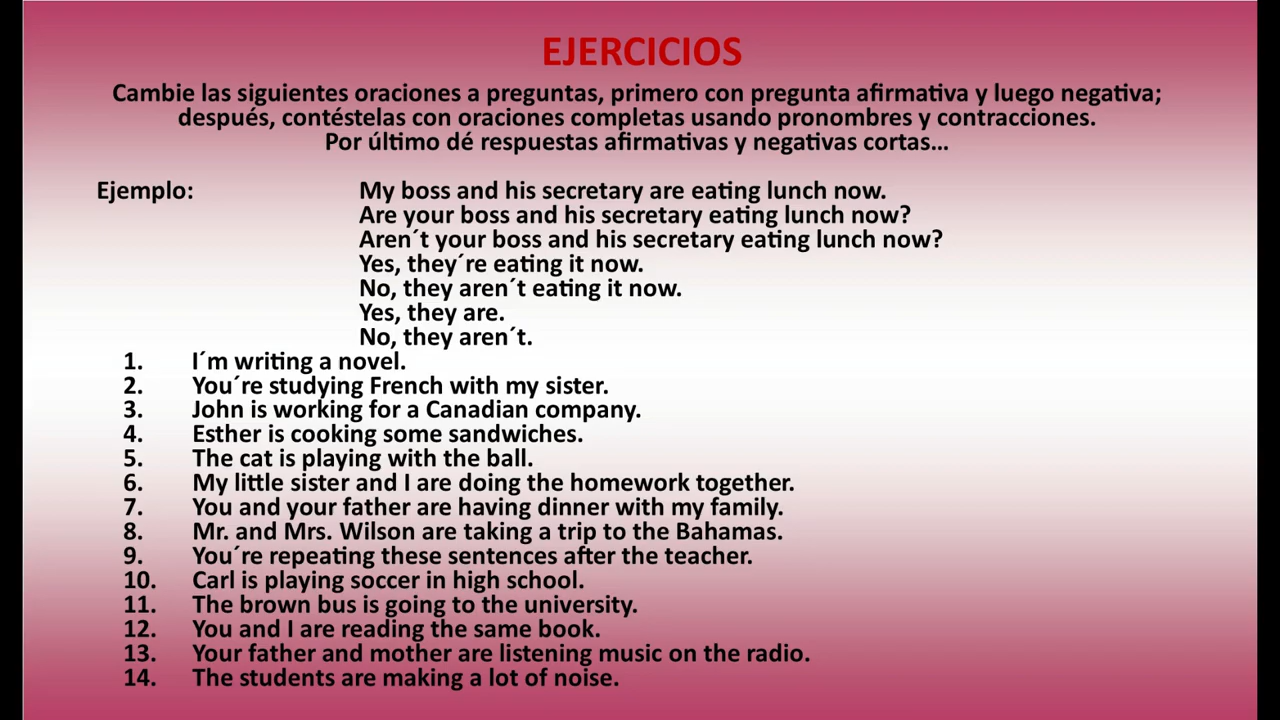 EJERCICIOS
Cambie las siguientes oraciones a preguntas, primero con pregunta afirmativa y luego negativa;
después, contéstelas con oraciones completas usando pronombres y contracciones.
Por último dé respuestas afirmativas y negativas cortas...
Ejemplo: My boss and his secretary are eating lunch now.
Are your boss and his secretary eating lunch now?
Aren´t your boss and his secretary eating lunch now?
Yes, they´re eating it now.
No, they aren´t eating it now.
Yes, they are.
No, they aren´t.
1. I´m writing a novel.
2. You´re studying French with my sister.
3. John is working for a Canadian company.
4. Esther is cooking some sandwiches.
5. The cat is playing with the ball.
6. My little sister and I are doing the homework together.
7. You and your father are having dinner with my family.
8. Mr. and Mrs. Wilson are taking a trip to the Bahamas.
9. You´re repeating these sentences after the teacher.
10. Carl is playing soccer in high school.
11. The brown bus is going to the university.
12. You and I are reading the same book.
13. Your father and mother are listening music on the radio.
14. The students are making a lot of noise.